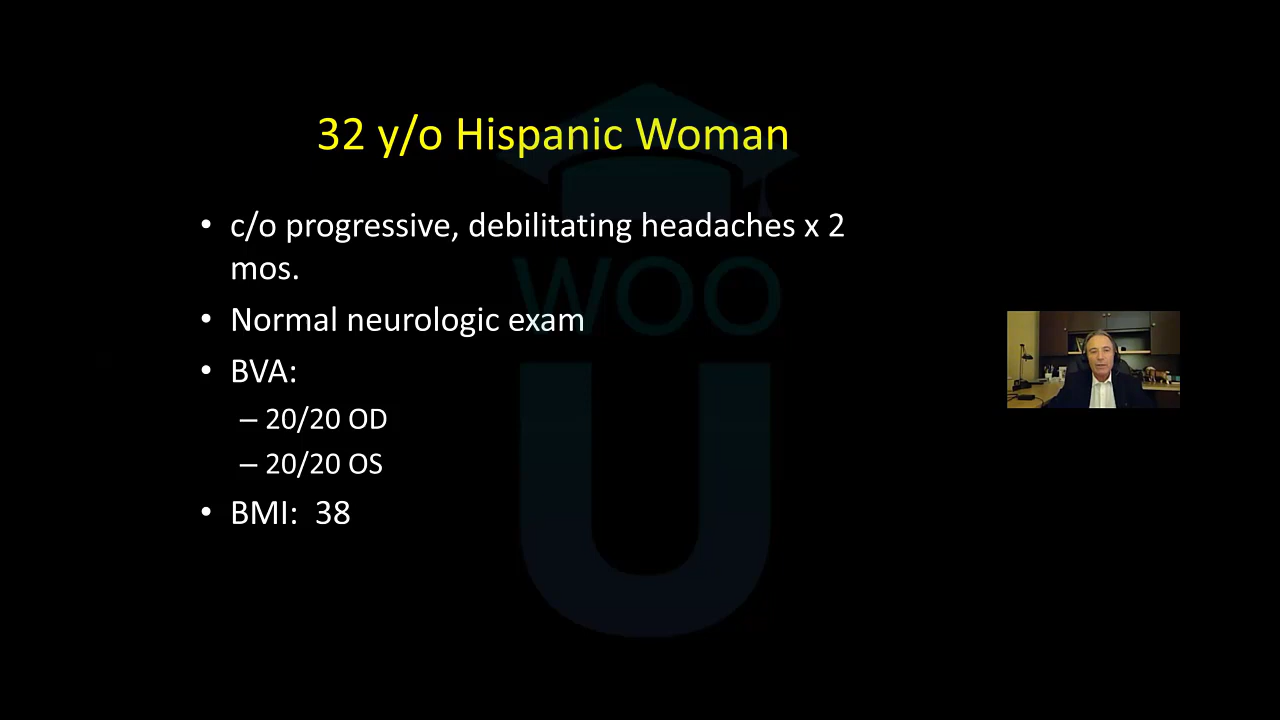 32 y/o Hispanic Woman
• c/o progressive, debilitating headaches x 2
mos.
• Normal neurologic exam
• BVA:
– 20/20 OD
– 20/20 OS
• BMI: 38
WOO
U